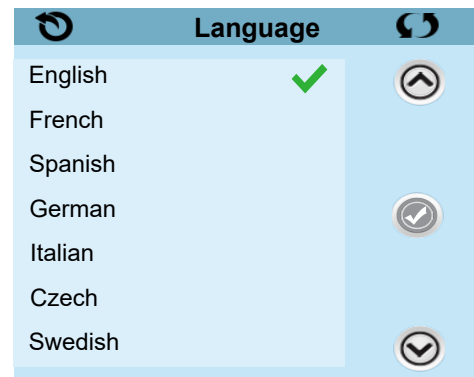 Language
English
French
Spanish
German
Italian
Czech
Swedish